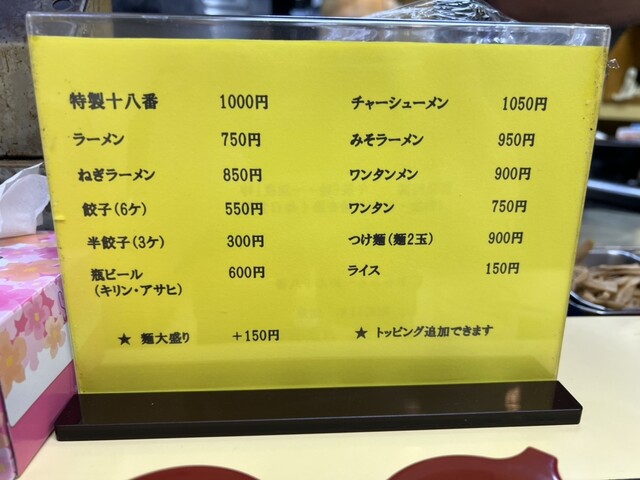 特製十八番 1000円
ラーメン 750円
ねぎラーメン 850円
餃子(6ケ) 550円
半餃子(3ケ) 300円
瓶ビール 600円
(キリン・アサヒ)
★ 麺大盛り +150円
チャーシューメン 1050円
みそラーメン 950円
ワンタンメン 900円
ワンタン 750円
つけ麺(麺2玉) 900円
ライス 150円
★ トッピング追加できます